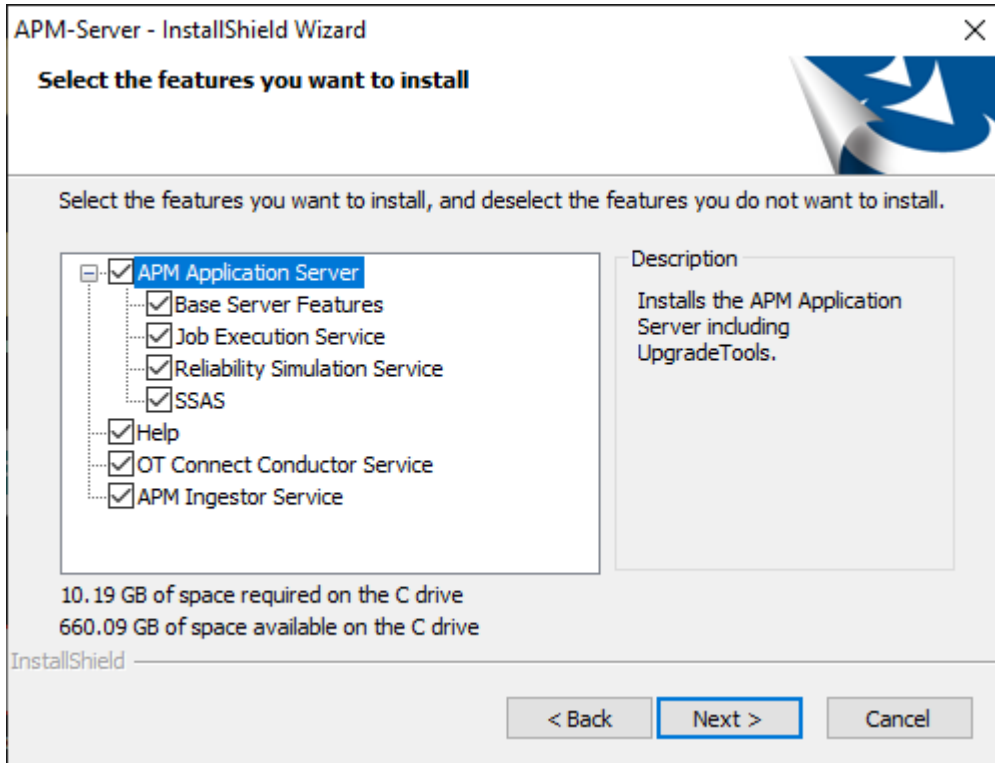 APM-Server - InstallShield Wizard
Select the features you want to install
Select the features you want to install, and deselect the features you do not want to install.
APM Application Server
Base Server Features
Job Execution Service
Reliability Simulation Service
SSAS
Help
OT Connect Conductor Service
APM Ingestor Service
Description
Installs the APM Application
Server including
UpgradeTools.
10.19 GB of space required on the C drive
660.09 GB of space available on the C drive
InstallShield
< Back
Next >
Cancel